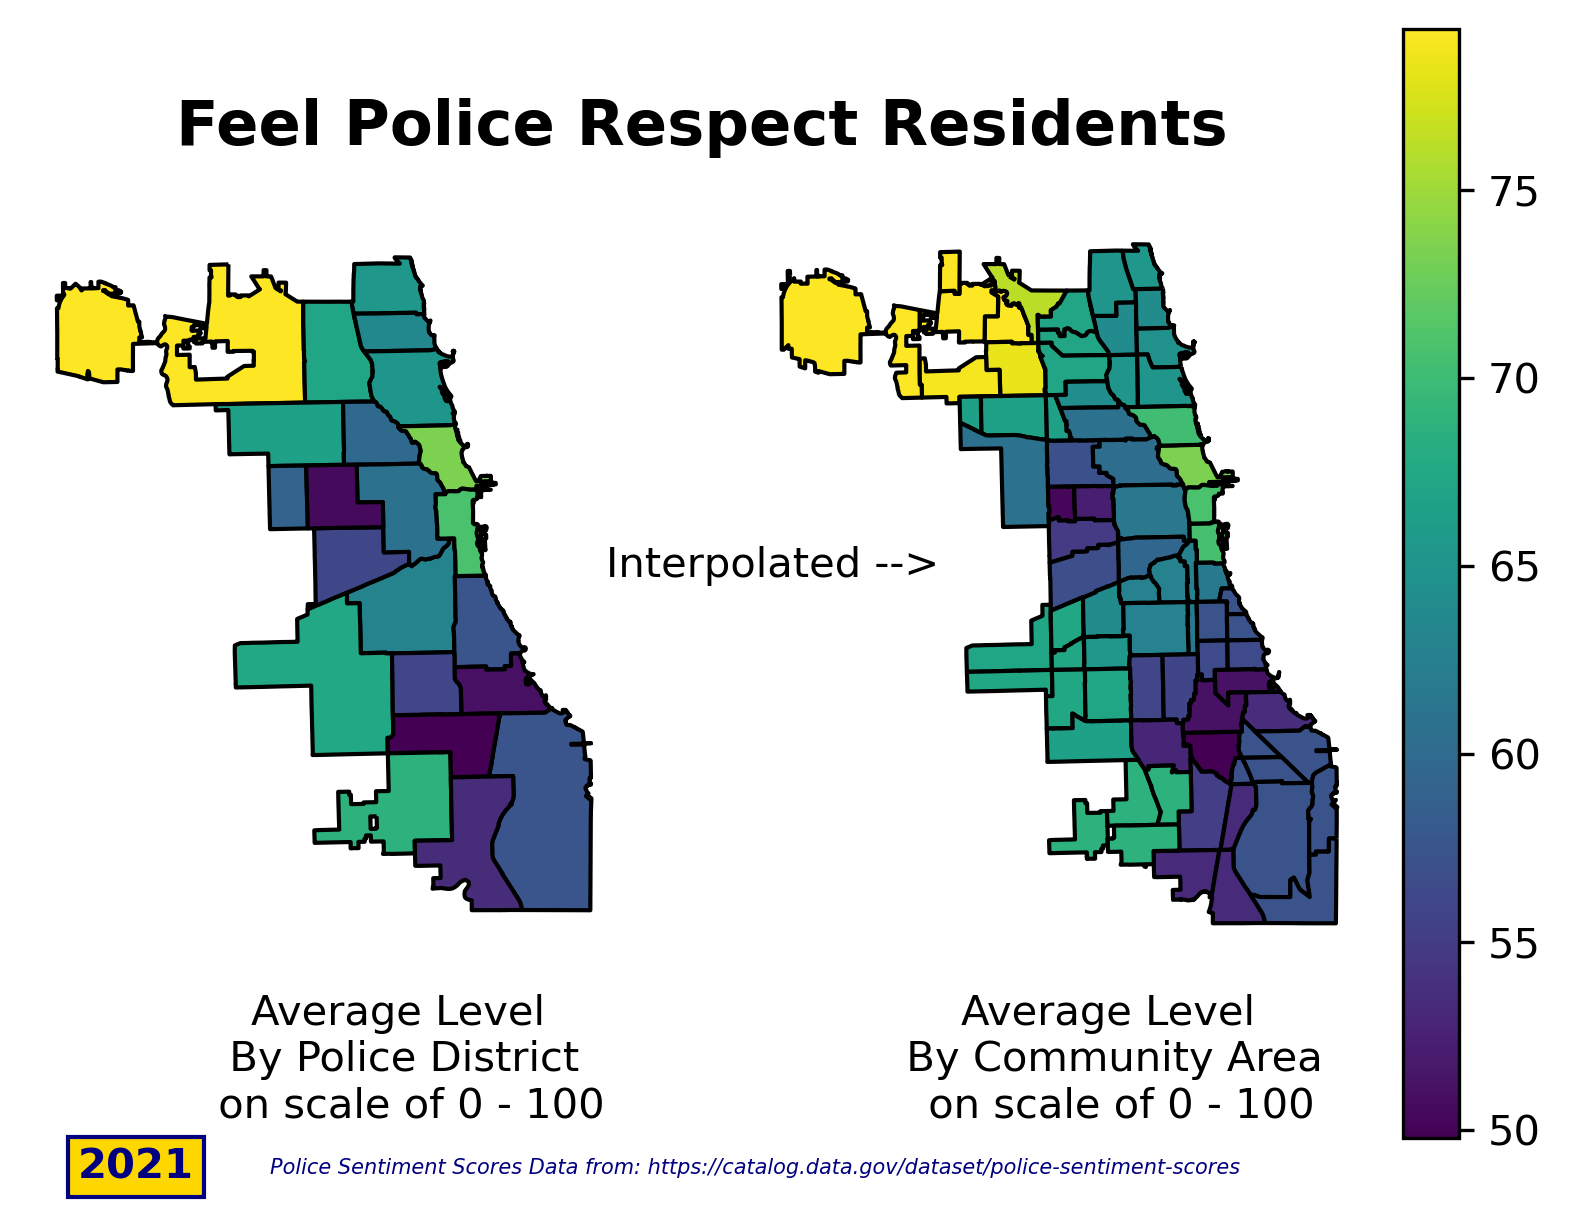 Feel Police Respect Residents
75
70
65
60
55
50
Interpolated -->
Average Level
By Police District
on scale of 0 - 100
Average Level
By Community Area
on scale of 0 - 100
2021
Police Sentiment Scores Data from: https://catalog.data.gov/dataset/police-sentiment-scores